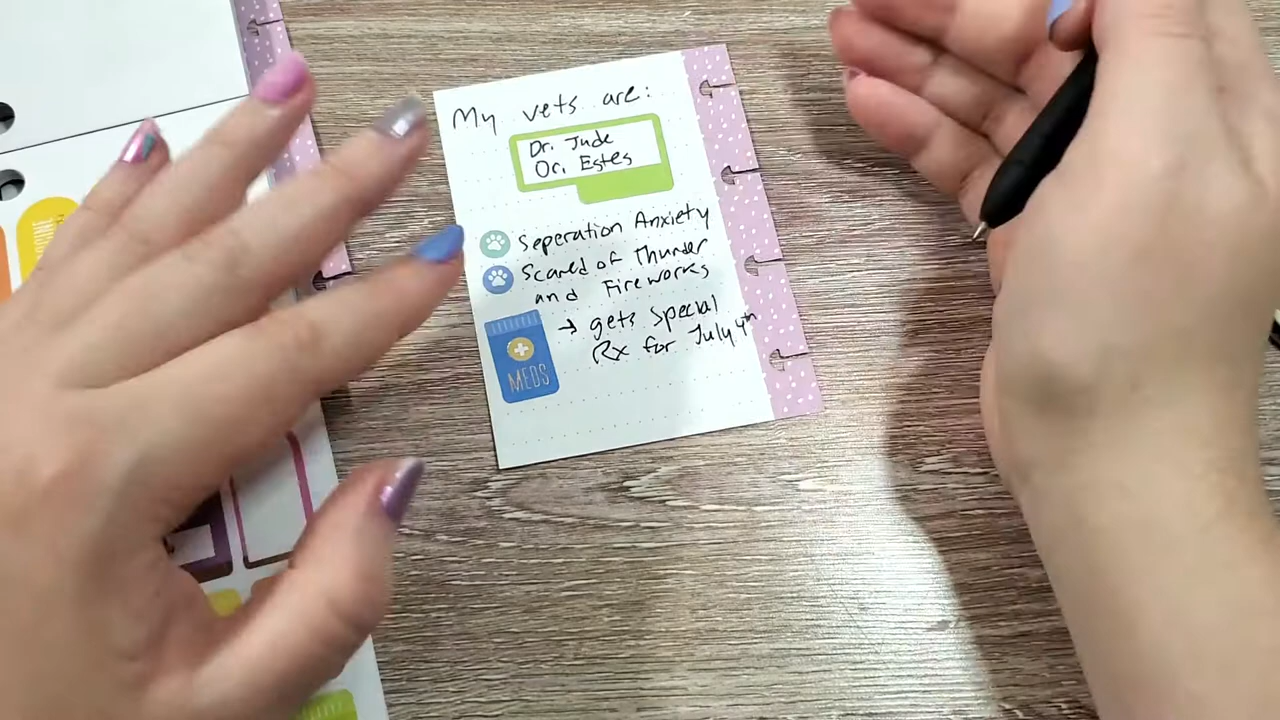 My vets are:
Dr. Jude
Dr. Estes
Seperation Anxiety
Scared of Thunder
and Fireworks
→ gets Special
Rx for July 4th
MEDS